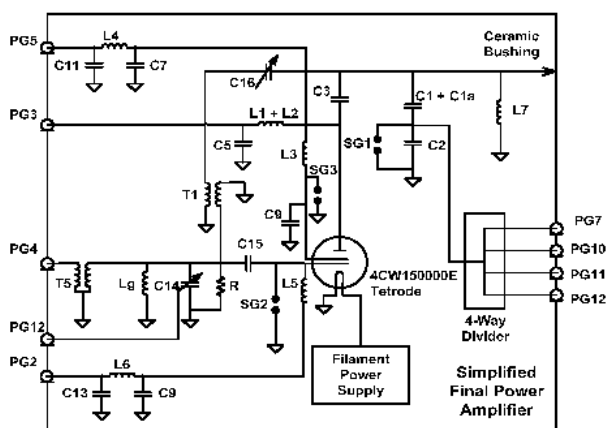 PG5
L4
C11
C7
C16
Ceramic
Bushing
C3
C1 + C1a
L7
PG3
L1 + L2
C5
L3
SG1
C2
SG3
T1
C9
PG7
PG10
PG11
PG12
PG4
C15
T5
Lg
C14
R
L5
SG2
4CW150000E
Tetrode
4-Way
Divider
PG12
PG2
L6
C13
C9
Filament
Power
Supply
Simplified
Final Power
Amplifier